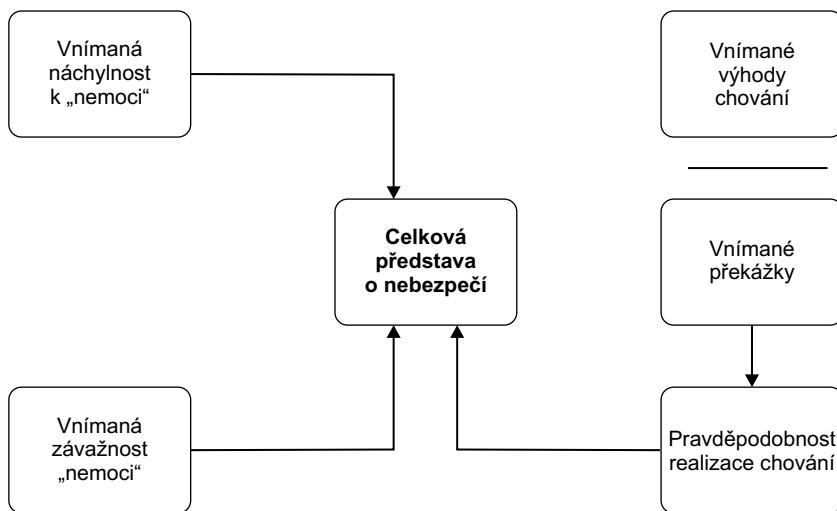 Vnímaná
náchylnost
k „nemoci“
Vnímané
výhody
chování
Celková
představa
o nebezpečí
Vnímané
překážky
Vnímaná
závažnost
„nemoci“
Pravděpodobnost
realizace chování